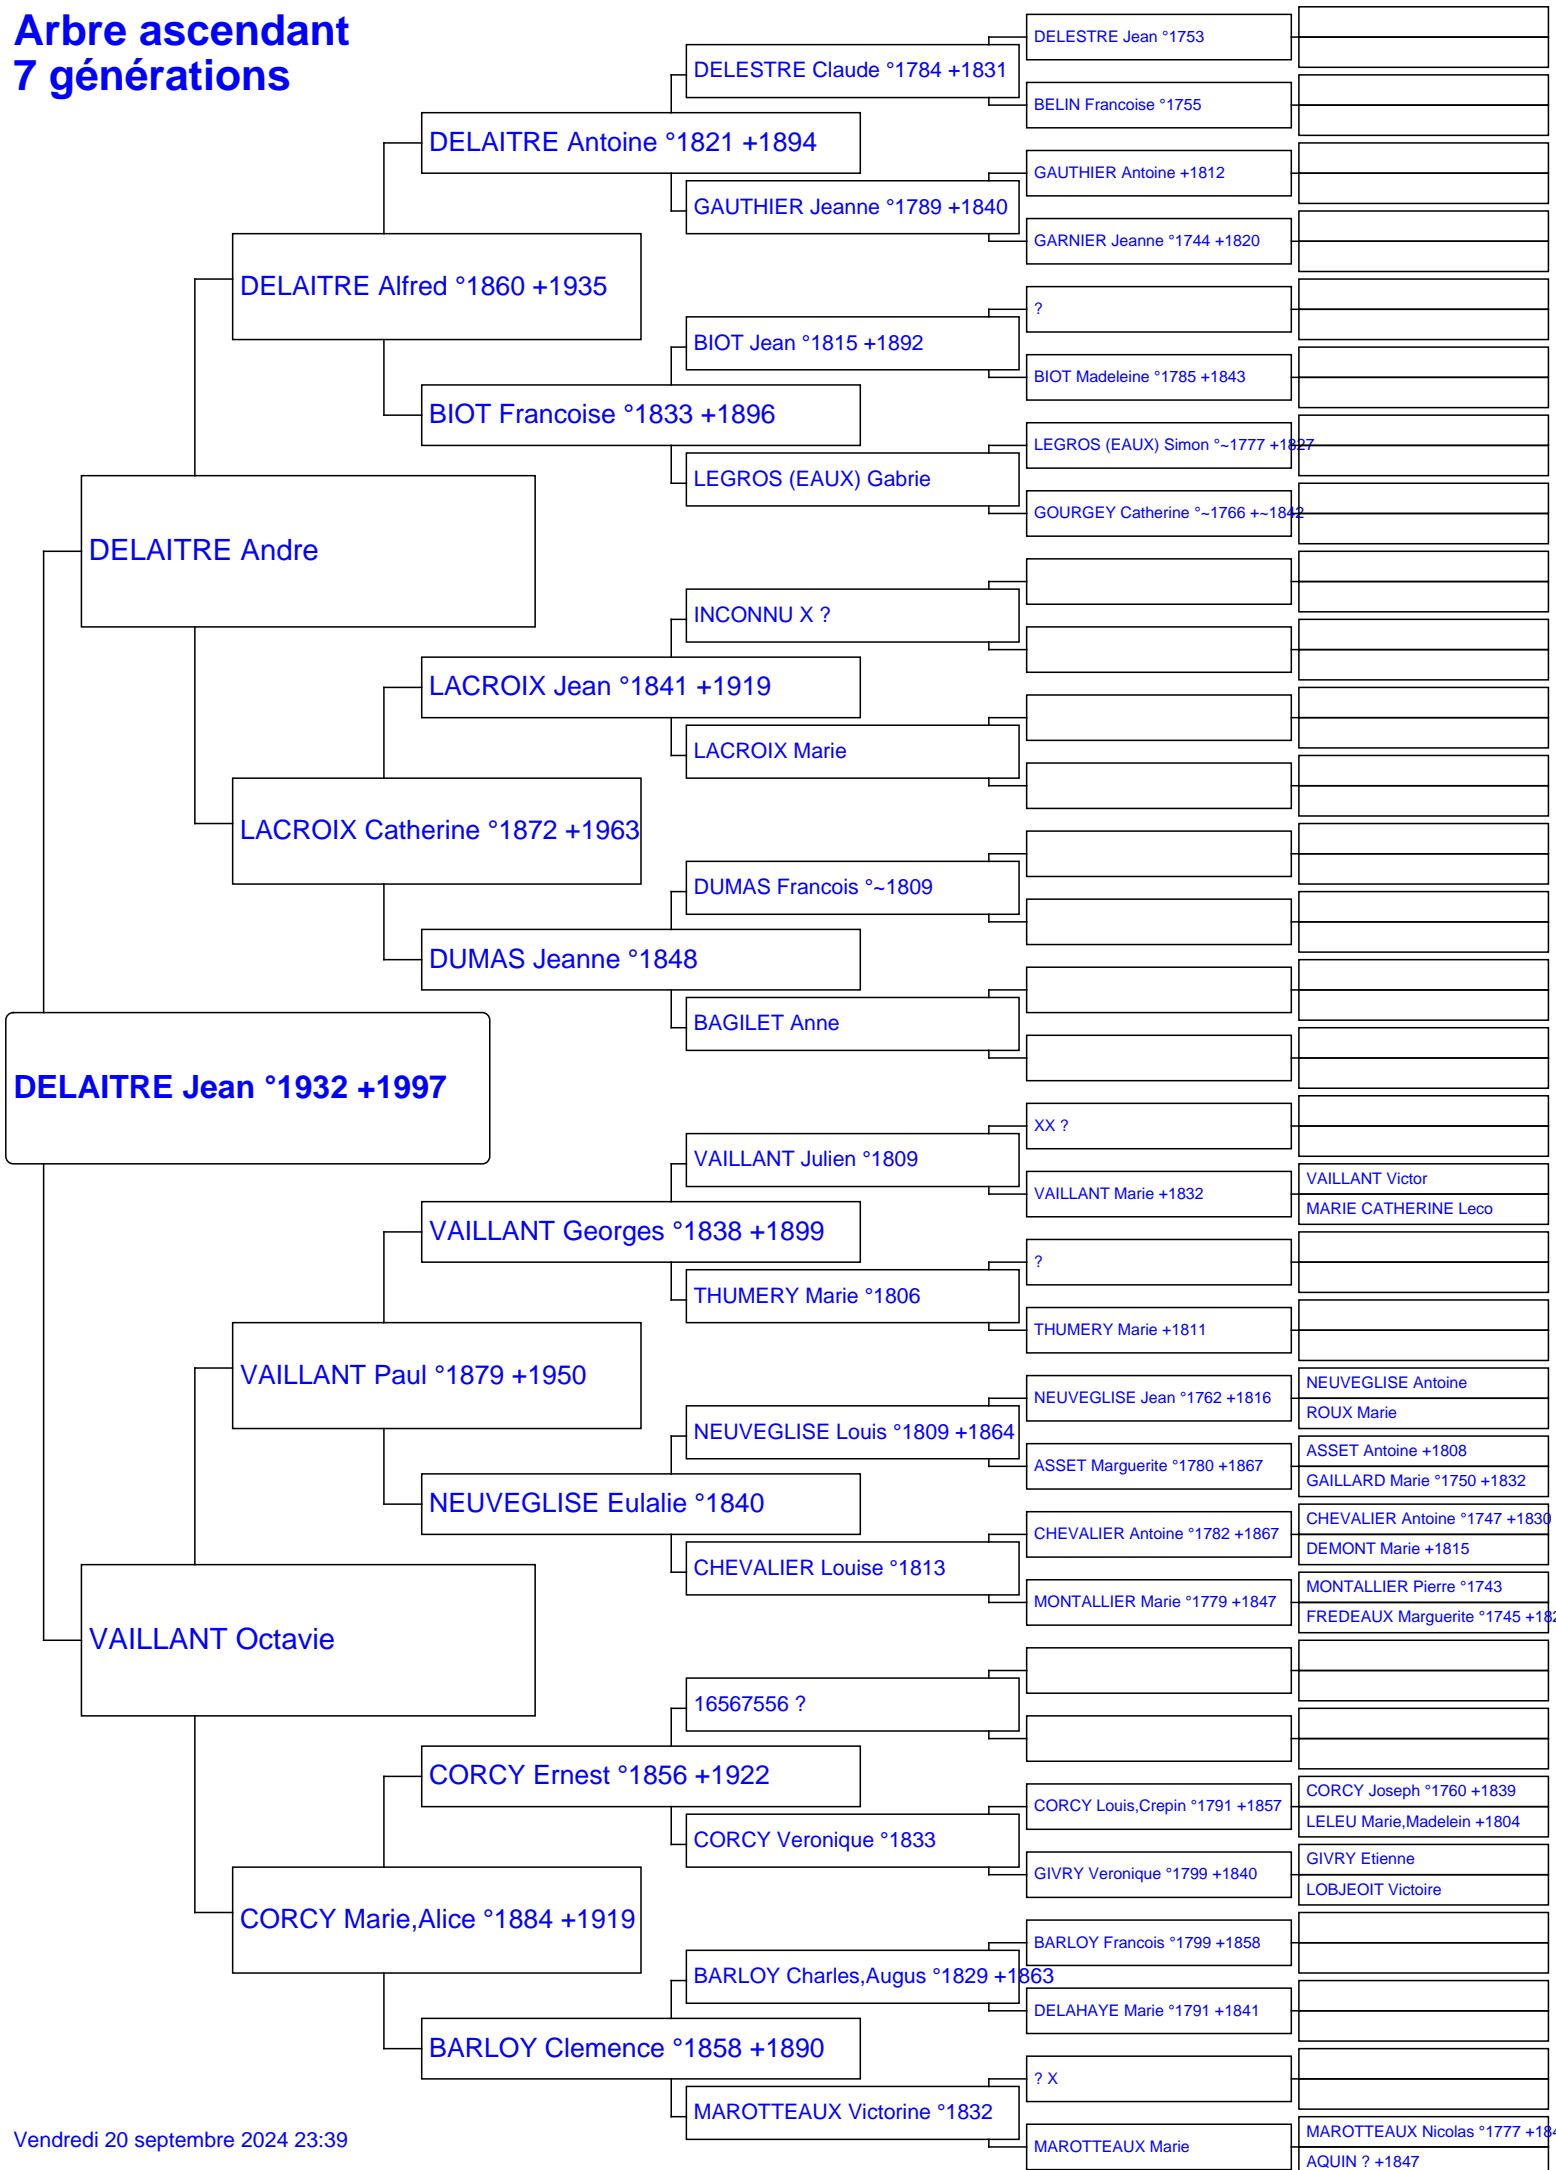 Arbre ascendant
7 générations
DELESTRE Jean °1753
DELESTRE Claude °1784 +1831
BELIN Francoise °1755
DELAITRE Antoine °1821 +1894
GAUTHIER Antoine +1812
GAUTHIER Jeanne °1789 +1840
GARNIER Jeanne °1744 +1820
DELAITRE Alfred °1860 +1935
?
BIOT Jean °1815 +1892
BIOT Madeleine °1785 +1843
BIOT Francoise °1833 +1896
LEGROS (EAUX) Simon °~1777 +1827
LEGROS (EAUX) Gabrie
GOURGEY Catherine °~1766 +~1842
DELAITRE Andre
INCONNU X ?
LACROIX Jean °1841 +1919
LACROIX Marie
LACROIX Catherine °1872 +1963
DUMAS Francois °~1809
DUMAS Jeanne °1848
BAGILET Anne
DELAITRE Jean °1932 +1997
XX ?
VAILLANT Julien °1809
VAILLANT Victor
VAILLANT Marie +1832
MARIE CATHERINE Leco
VAILLANT Georges °1838 +1899
?
THUMERY Marie °1806
THUMERY Marie +1811
VAILLANT Paul °1879 +1950
NEUVEGLISE Antoine
NEUVEGLISE Jean °1762 +1816
ROUX Marie
NEUVEGLISE Louis °1809 +1864
ASSET Antoine +1808
ASSET Marguerite °1780 +1867
GAILLARD Marie °1750 +1832
NEUVEGLISE Eulalie °1840
CHEVALIER Antoine °1747 +1830
CHEVALIER Antoine °1782 +1867
DEMONT Marie +1815
CHEVALIER Louise °1813
MONTALLIER Pierre °1743
MONTALLIER Marie °1779 +1847
FREDEAUX Marguerite °1745
VAILLANT Octavie
16567556 ?
CORCY Ernest °1856 +1922
CORCY Joseph °1760 +1839
CORCY Louis,Crepin °1791 +1857
LELEU Marie,Madelein +1804
CORCY Veronique °1833
GIVRY Etienne
GIVRY Veronique °1799 +1840
LOBJEOIT Victoire
CORCY Marie,Alice °1884 +1919
BARLOY Francois °1799 +1858
BARLOY Charles,Augus °1829 +1863
DELAHAYE Marie °1791 +1841
BARLOY Clemence °1858 +1890
? X
MAROTTEAUX Victorine °1832
MAROTTEAUX Nicolas °1777
MAROTTEAUX Marie
AQUIN ? +1847
Vendredi 20 septembre 2024 23:39